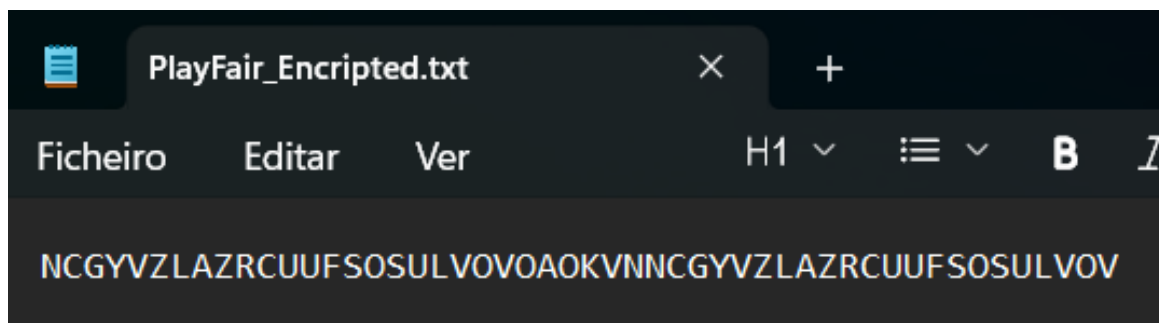 PlayFair_Encripted.txt × +
Ficheiro Editar Ver H1 B I
NCGYVZLAZRCUUFSOSULVOVOAOKVNNCGYVZLAZRCUUFSOSULVOV